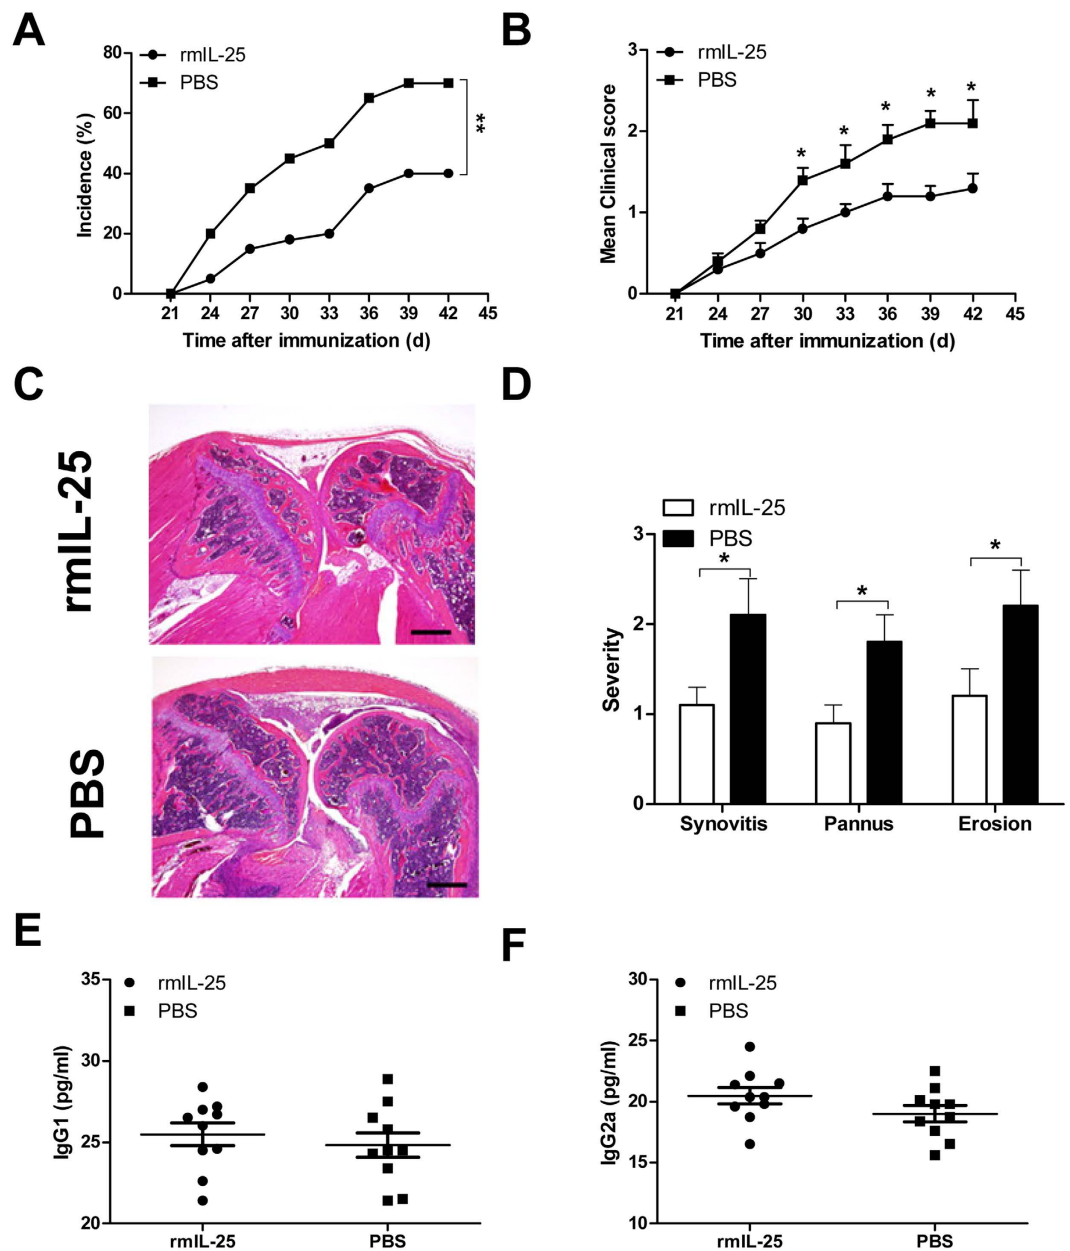 A
rmIL-25
PBS
80
60
40
20
0
Incidence (%)
**
21 24 27 30 33 36 39 42 45
Time after immunization (d)
B
rmIL-25
PBS
3
2
1
0
Mean Clinical score
* * * * *
21 24 27 30 33 36 39 42 45
Time after immunization (d)
C
rmIL-25
PBS
D
rmIL-25
PBS
3
2
1
0
Severity
* * *
Synovitis Pannus Erosion
E
rmIL-25
PBS
35
30
25
20
IgG1 (pg/ml)
rmIL-25 PBS
F
rmIL-25
PBS
30
25
20
15
10
IgG2a (pg/ml)
rmIL-25 PBS